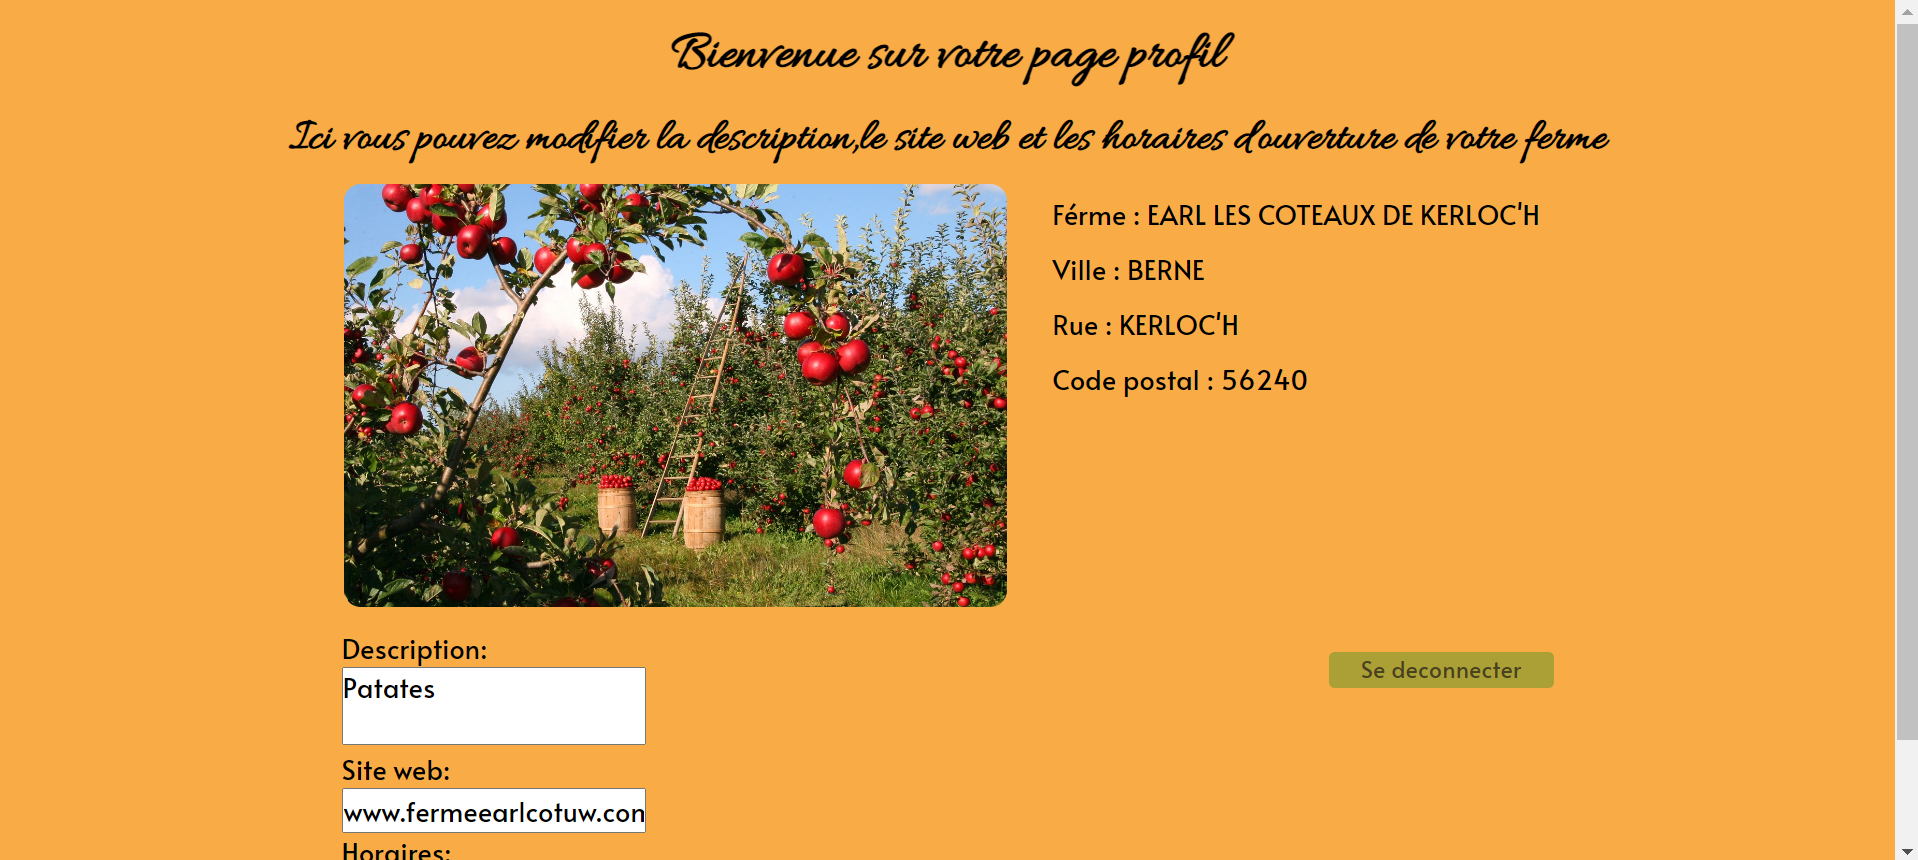 Bienvenue sur votre page profil
Ici vous pouvez modifier la description,le site web et les horaires d'ouverture de votre ferme
Férme : EARL LES COTEAUX DE KERLOC'H
Ville : BERNE
Rue : KERLOC'H
Code postal : 56240
Description:
Patates
Se deconnecter
Site web:
www.fermeearlcotuw.con
Horaires: